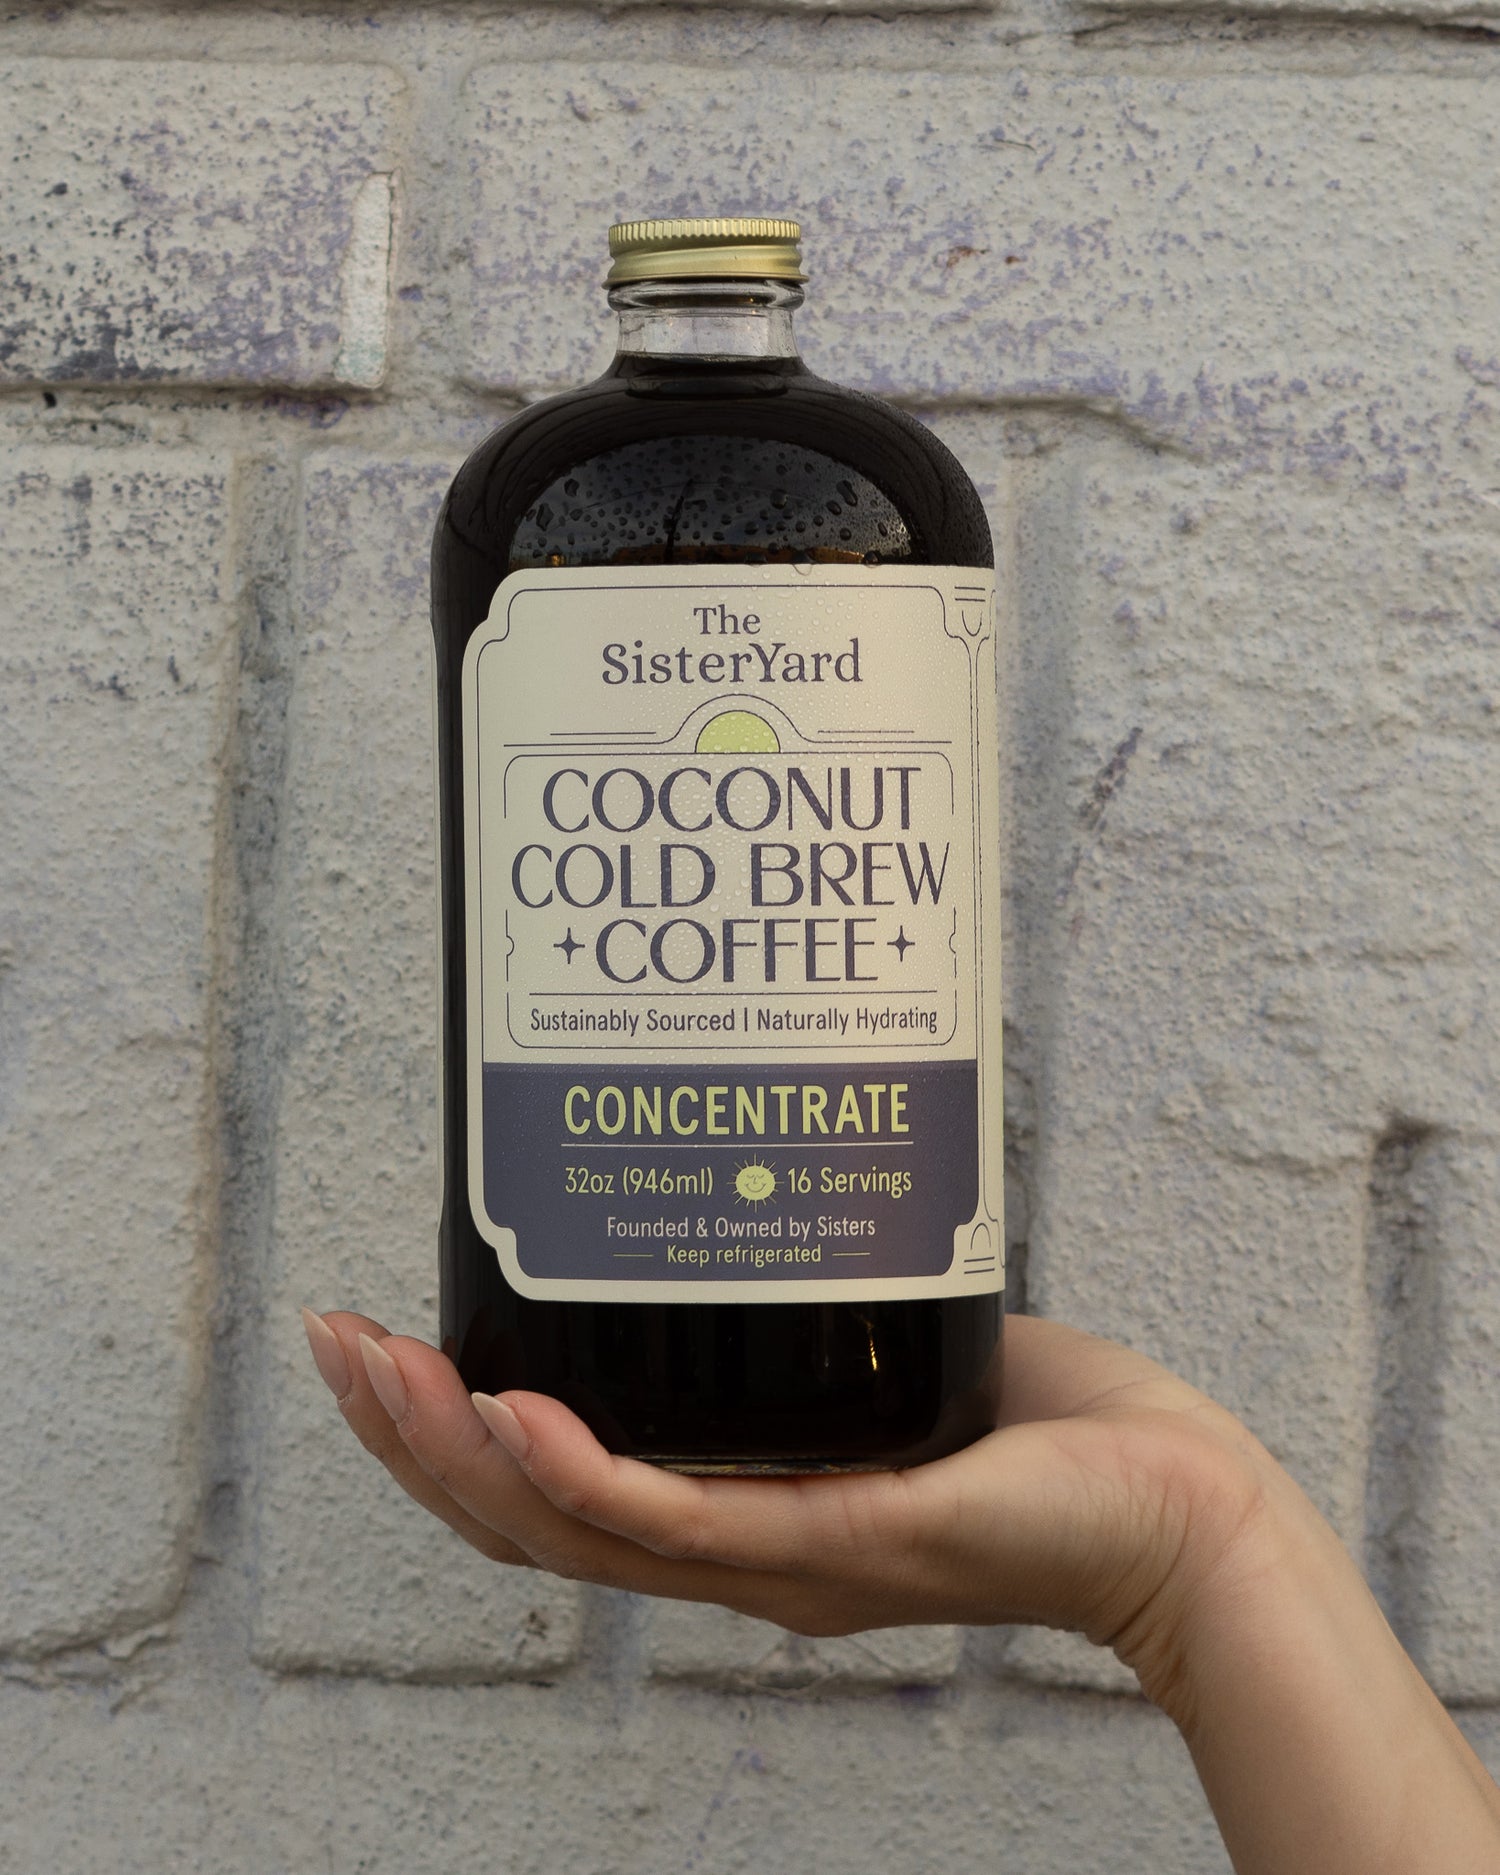 The
SisterYard
COCONUT
COLD BREW
COFFEE
Sustainably Sourced | Naturally Hydrating
CONCENTRATE
32oz (946ml) 16 Servings
Founded & Owned by Sisters
Keep refrigerated